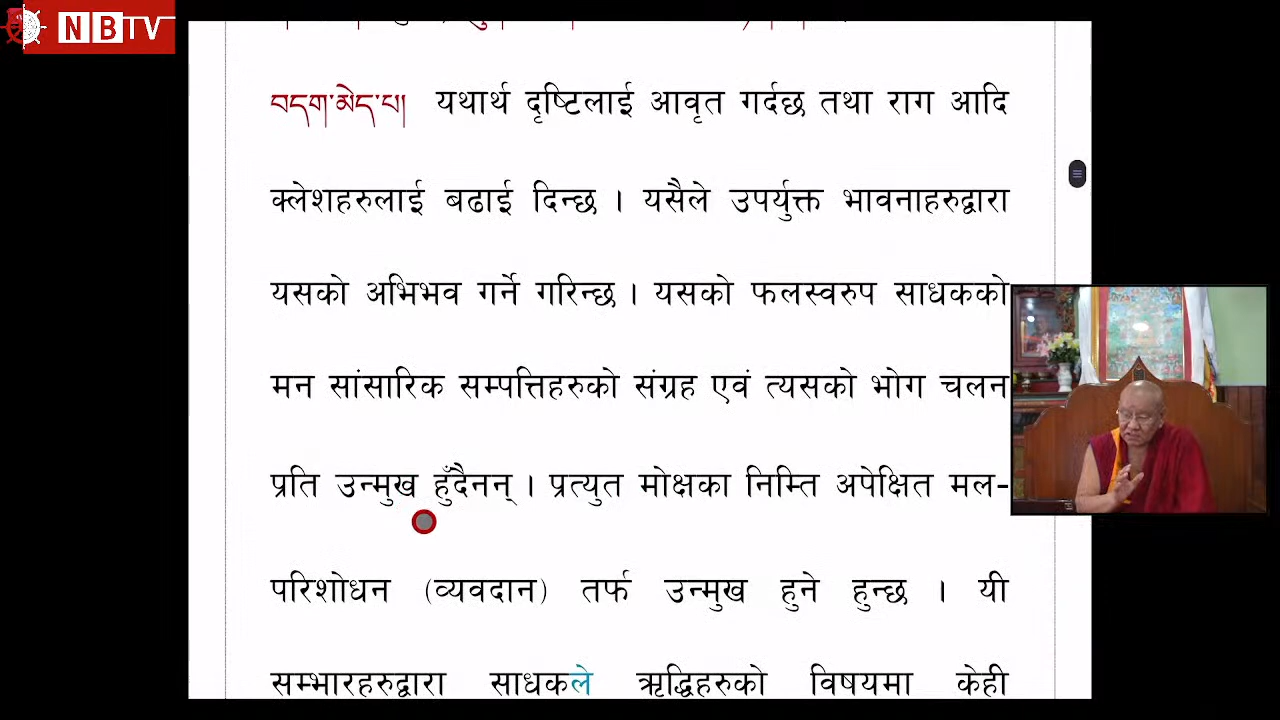 NBTV
བདག་མེད་པ། यथार्थ दृष्टिलाई आवृत गर्दछ तथा राग आदि
क्लेशहरुलाई बढाई दिन्छ । यसैले उपर्युक्त भावनाहरुद्वारा
यसको अभिभव गर्ने गरिन्छ । यसको फलस्वरुप साधकको
मन सांसारिक सम्पत्तिहरुको संग्रह एवं त्यसको भोग चलन
प्रति उन्मुख हुँदैनन् । प्रत्युत मोक्षका निम्ति अपेक्षित मल-
परिशोधन (व्यवदान) तर्फ उन्मुख हुने हुन्छ । यी
सम्भारहरुद्वारा साधकले ऋद्धिहरुको विषयमा केही